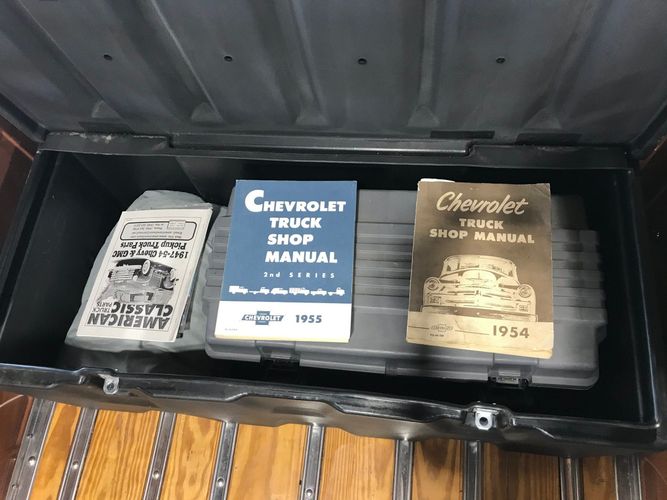 AMERICAN
CLASSIC
TRUCK PARTS
1947-54 Chevy & GMC
Pickup Truck Parts
CHEVROLET
TRUCK
SHOP
MANUAL
2nd SERIES
CHEVROLET
1955
Chevrolet
TRUCK
SHOP MANUAL
CHEVROLET
1954